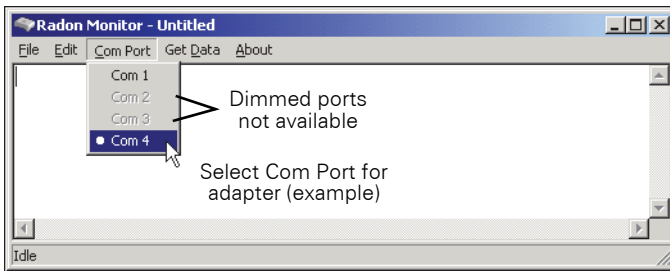 Radon Monitor - Untitled
File Edit Com Port Get Data About
Com 1
Com 2
Com 3
Com 4
Dimmed ports
not available
Select Com Port for
adapter (example)
Idle